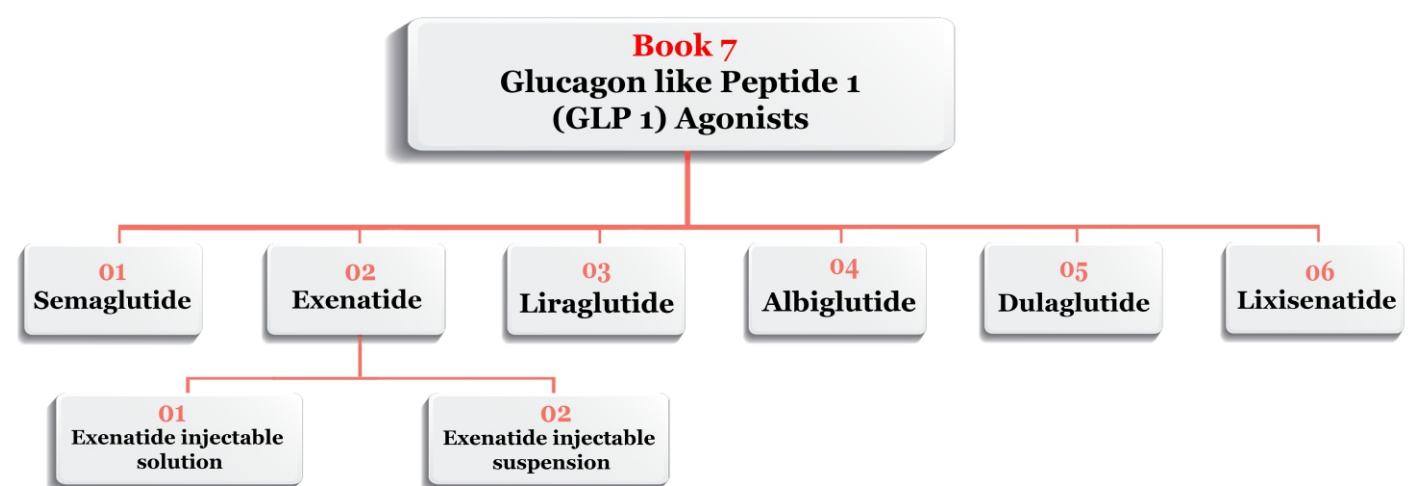 Book 7
Glucagon like Peptide 1
(GLP 1) Agonists
01
Semaglutide
02
Exenatide
03
Liraglutide
04
Albiglutide
05
Dulaglutide
06
Lixisenatide
01
Exenatide injectable
solution
02
Exenatide injectable
suspension